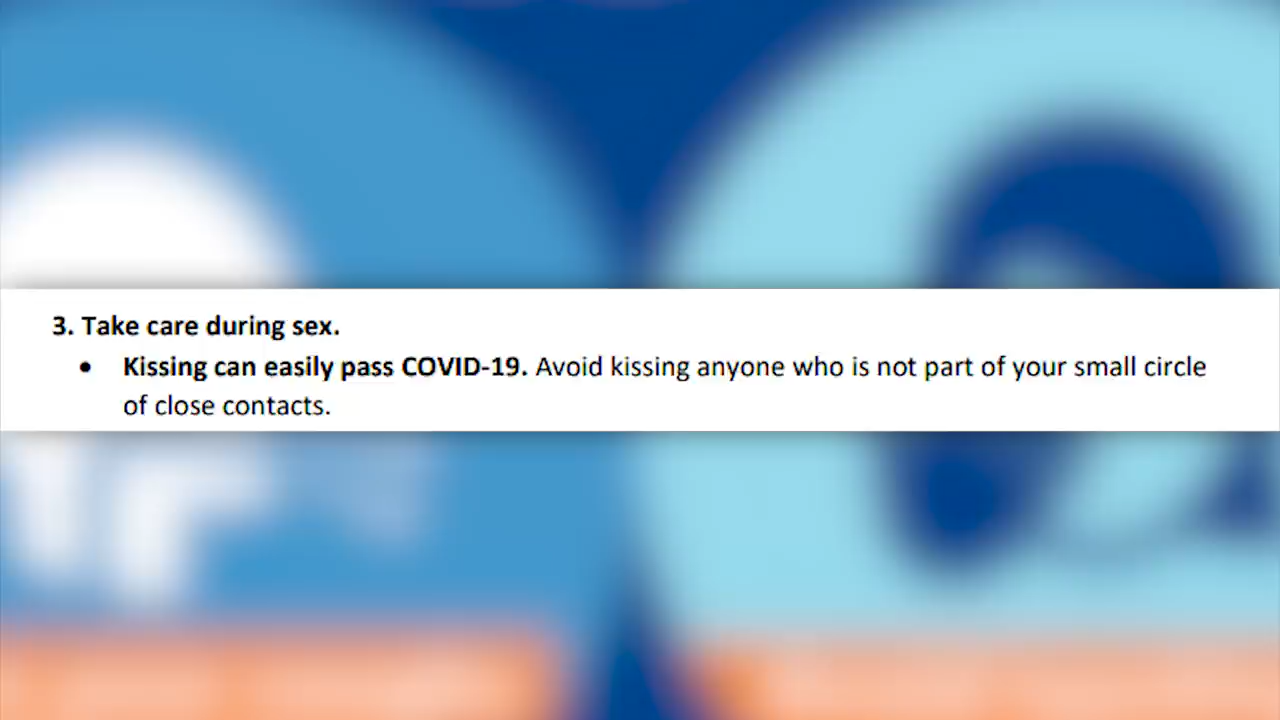 3. Take care during sex.
• Kissing can easily pass COVID-19. Avoid kissing anyone who is not part of your small circle
of close contacts.